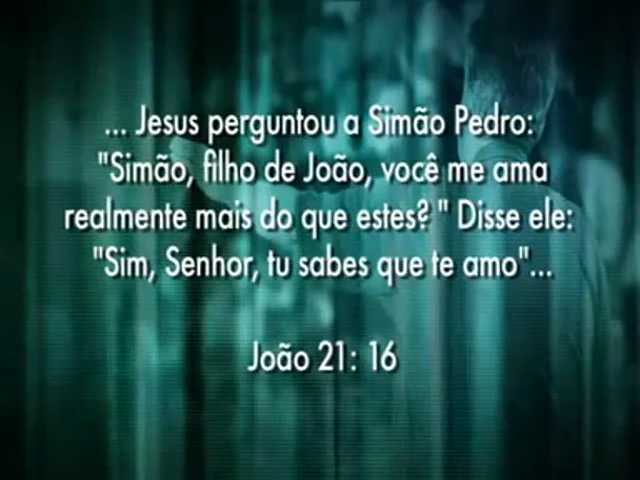 ... Jesus perguntou a Simão Pedro:
"Simão, filho de João, você me ama
realmente mais do que estes? " Disse ele:
"Sim, Senhor, tu sabes que te amo"...
João 21: 16